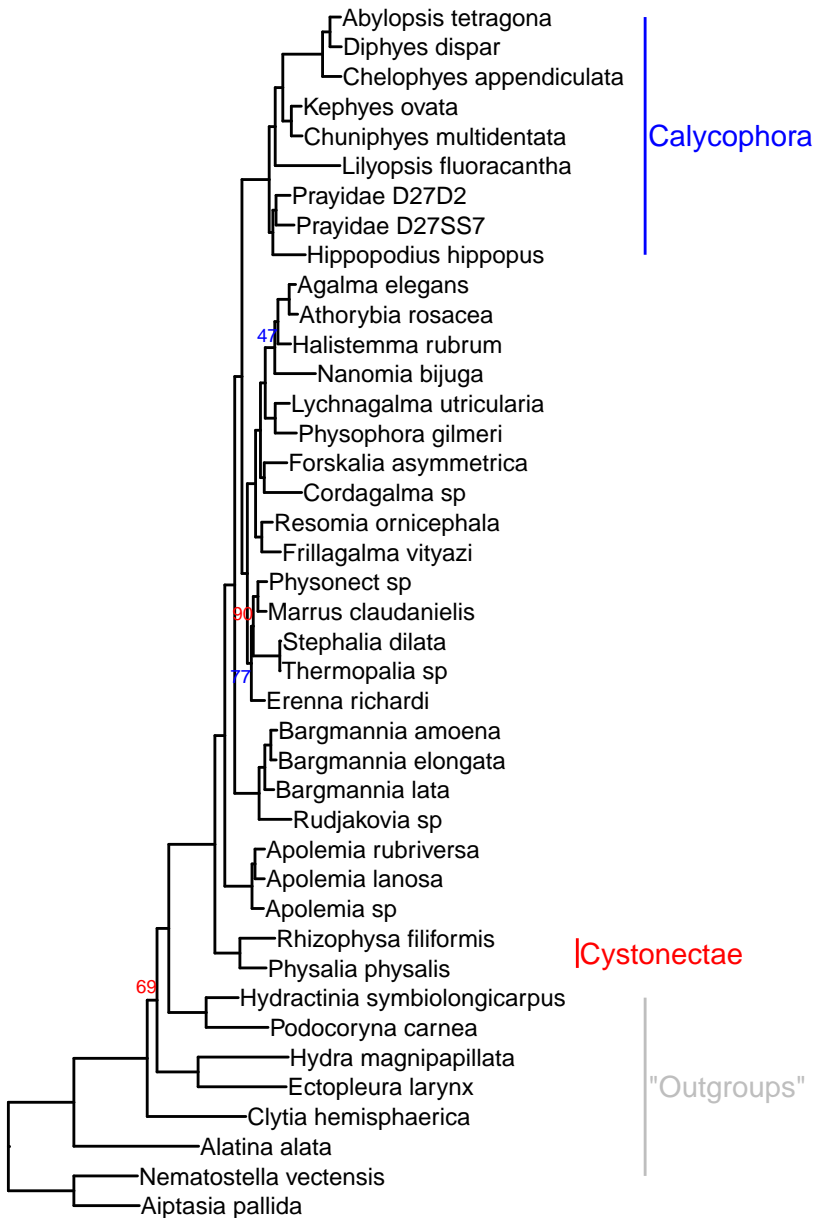 Abylopsis tetragona
Diphyes dispar
Chelophyes appendiculata
Kephyes ovata
Chuniphyes multidentata
Calycophora
Lilyopsis fluoracantha
Prayidae D27D2
Prayidae D27SS7
Hippopodius hippopus
Agalma elegans
Athorybia rosacea
47
Halistemma rubrum
Nanomia bijuga
Lychnagalma utricularia
Physophora gilmeri
Forskalia asymmetrica
Cordagalma sp
Resomia ornicephala
Frillagalma vityazi
Physonect sp
90
Marrus claudanielis
Stephalia dilata
Thermopalia sp
77
Erenna richardi
Bargmannia amoena
Bargmannia elongata
Bargmannia lata
Rudjakovia sp
Apolemia rubriversa
Apolemia lanosa
Apolemia sp
Rhizophysa filiformis
Cystonectae
Physalia physalis
69
Hydractinia symbiolongicarpus
Podocoryna carnea
Hydra magnipapillata
"Outgroups"
Ectopleura larynx
Clytia hemisphaerica
Alatina alata
Nematostella vectensis
Aiptasia pallida